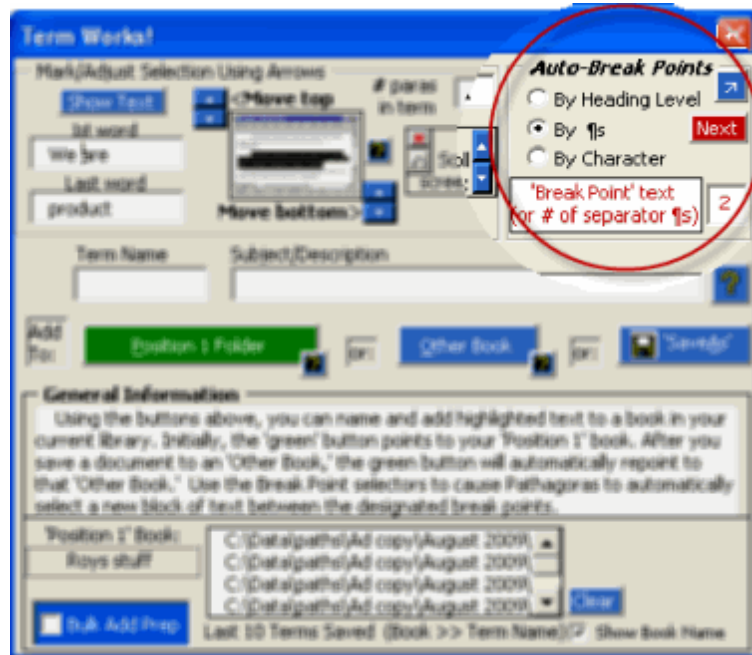 Term Works!
Mark/Adjust Selection Using Arrows
Show Text
<Move top
# paras
in term
1st word
We are
Last word
product
Move bottom>
Scroll
screen
Auto-Break Points
By Heading Level
By ¶s
Next
By Character
'Break Point' text
(or # of separator ¶s)
2
Term Name
Subject/Description
?
Add
To:
Position 1 Folder
or:
Other Book
or:
'SaveAs'
General Information
Using the buttons above, you can name and add highlighted text to a book in your
current library. Initially, the 'green' button points to your 'Position 1' book. After you
save a document to an 'Other Book,' the green button will automatically repoint to
that 'Other Book.' Use the Break Point selectors to cause Pathagoras to automatically
select a new block of text between the designated break points.
'Position 1' Book:
Roys stuff
C:\Data\paths\Ad copy\August 2009\
C:\Data\paths\Ad copy\August 2009\
C:\Data\paths\Ad copy\August 2009\
C:\Data\paths\Ad copy\August 2009\
Clear
Bulk Add Prep
Last 10 Terms Saved (Book >> Term Name)
Show Book Name